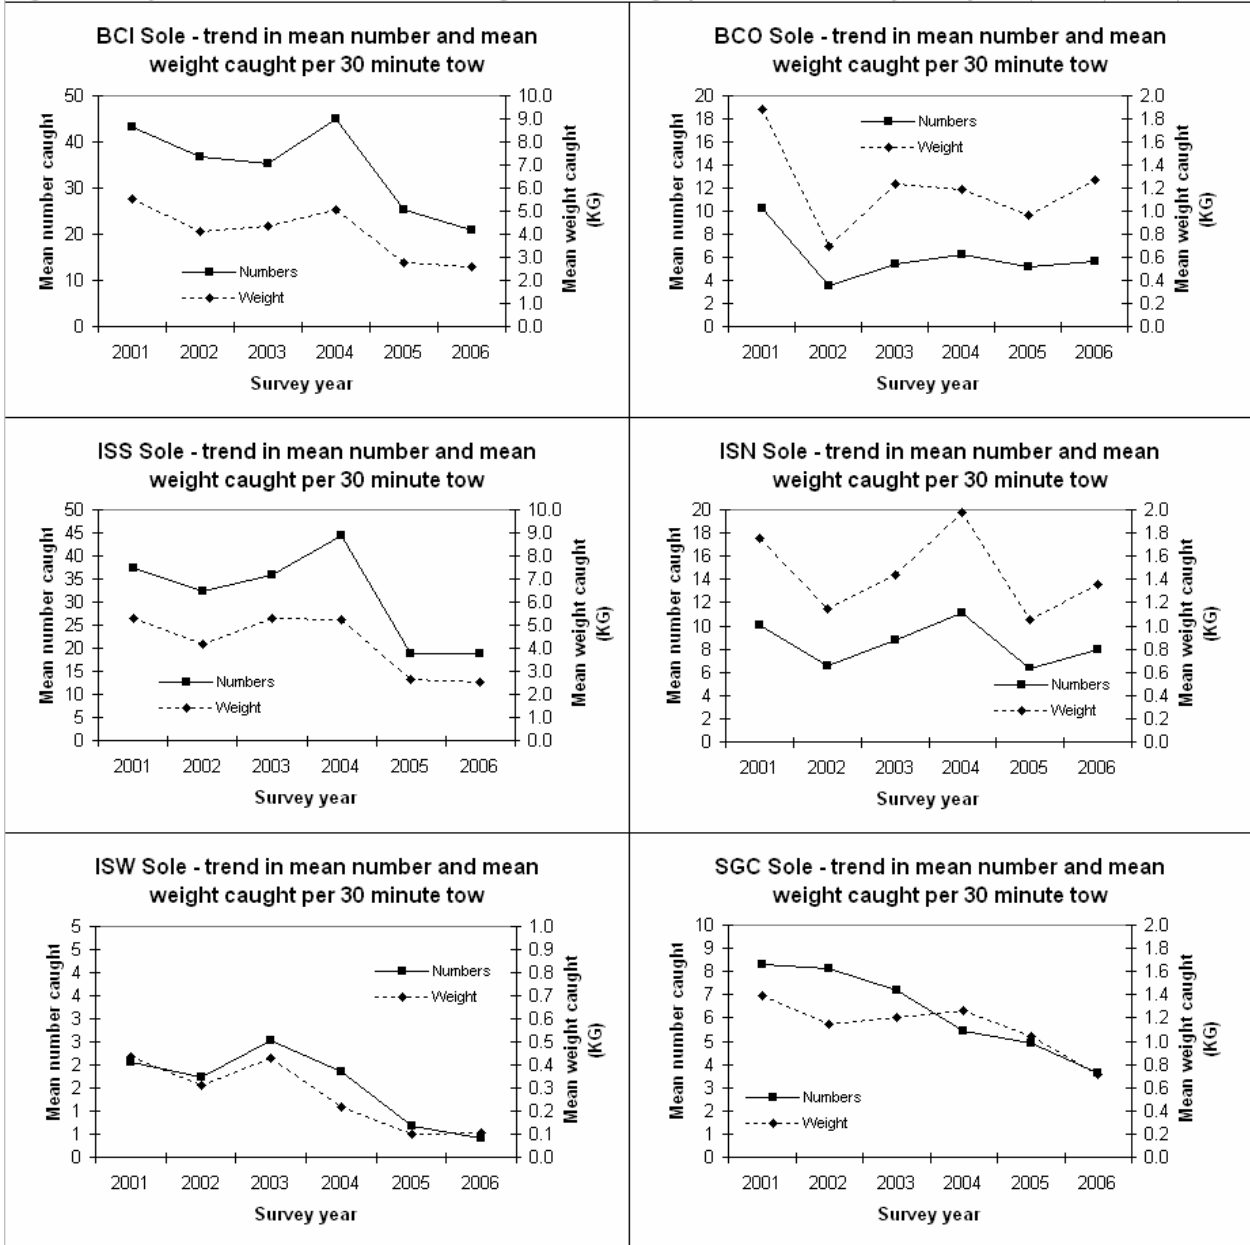 BCI Sole - trend in mean number and mean
weight caught per 30 minute tow
Mean number caught
50
40
30
20
10
0
10.0
9.0
8.0
7.0
6.0
5.0
4.0
3.0
2.0
1.0
0.0
Mean weight caught
(KG)
Numbers
Weight
2001 2002 2003 2004 2005 2006
Survey year
BCO Sole - trend in mean number and mean
weight caught per 30 minute tow
Mean number caught
20
18
16
14
12
10
8
6
4
2
0
2.0
1.8
1.6
1.4
1.2
1.0
0.8
0.6
0.4
0.2
0.0
Mean weight caught
(KG)
Numbers
Weight
2001 2002 2003 2004 2005 2006
Survey year
ISS Sole - trend in mean number and mean
weight caught per 30 minute tow
Mean number caught
50
45
40
35
30
25
20
15
10
5
0
10.0
9.0
8.0
7.0
6.0
5.0
4.0
3.0
2.0
1.0
0.0
Mean weight caught
(KG)
Numbers
Weight
2001 2002 2003 2004 2005 2006
Survey year
ISN Sole - trend in mean number and mean
weight caught per 30 minute tow
Mean number caught
20
18
16
14
12
10
8
6
4
2
0
2.0
1.8
1.6
1.4
1.2
1.0
0.8
0.6
0.4
0.2
0.0
Mean weight caught
(KG)
Numbers
Weight
2001 2002 2003 2004 2005 2006
Survey year
ISW Sole - trend in mean number and mean
weight caught per 30 minute tow
Mean number caught
5
5
4
4
3
3
2
2
1
1
0
1.0
0.9
0.8
0.7
0.6
0.5
0.4
0.3
0.2
0.1
0.0
Mean weight caught
(KG)
Numbers
Weight
2001 2002 2003 2004 2005 2006
Survey year
SGC Sole - trend in mean number and mean
weight caught per 30 minute tow
Mean number caught
10
9
8
7
6
5
4
3
2
1
0
2.0
1.8
1.6
1.4
1.2
1.0
0.8
0.6
0.4
0.2
0.0
Mean weight caught
(KG)
Numbers
Weight
2001 2002 2003 2004 2005 2006
Survey year